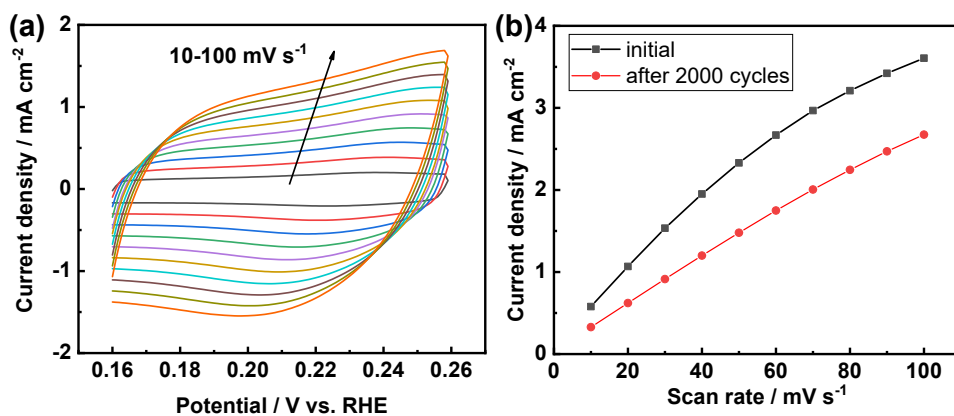 (a)
10-100 mV s⁻¹
Current density / mA cm⁻²
2
1
0
-1
-2
0.16 0.18 0.20 0.22 0.24 0.26
Potential / V vs. RHE
(b)
initial
after 2000 cycles
Current density / mA cm⁻²
4
3
2
1
0
0 20 40 60 80 100
Scan rate / mV s⁻¹